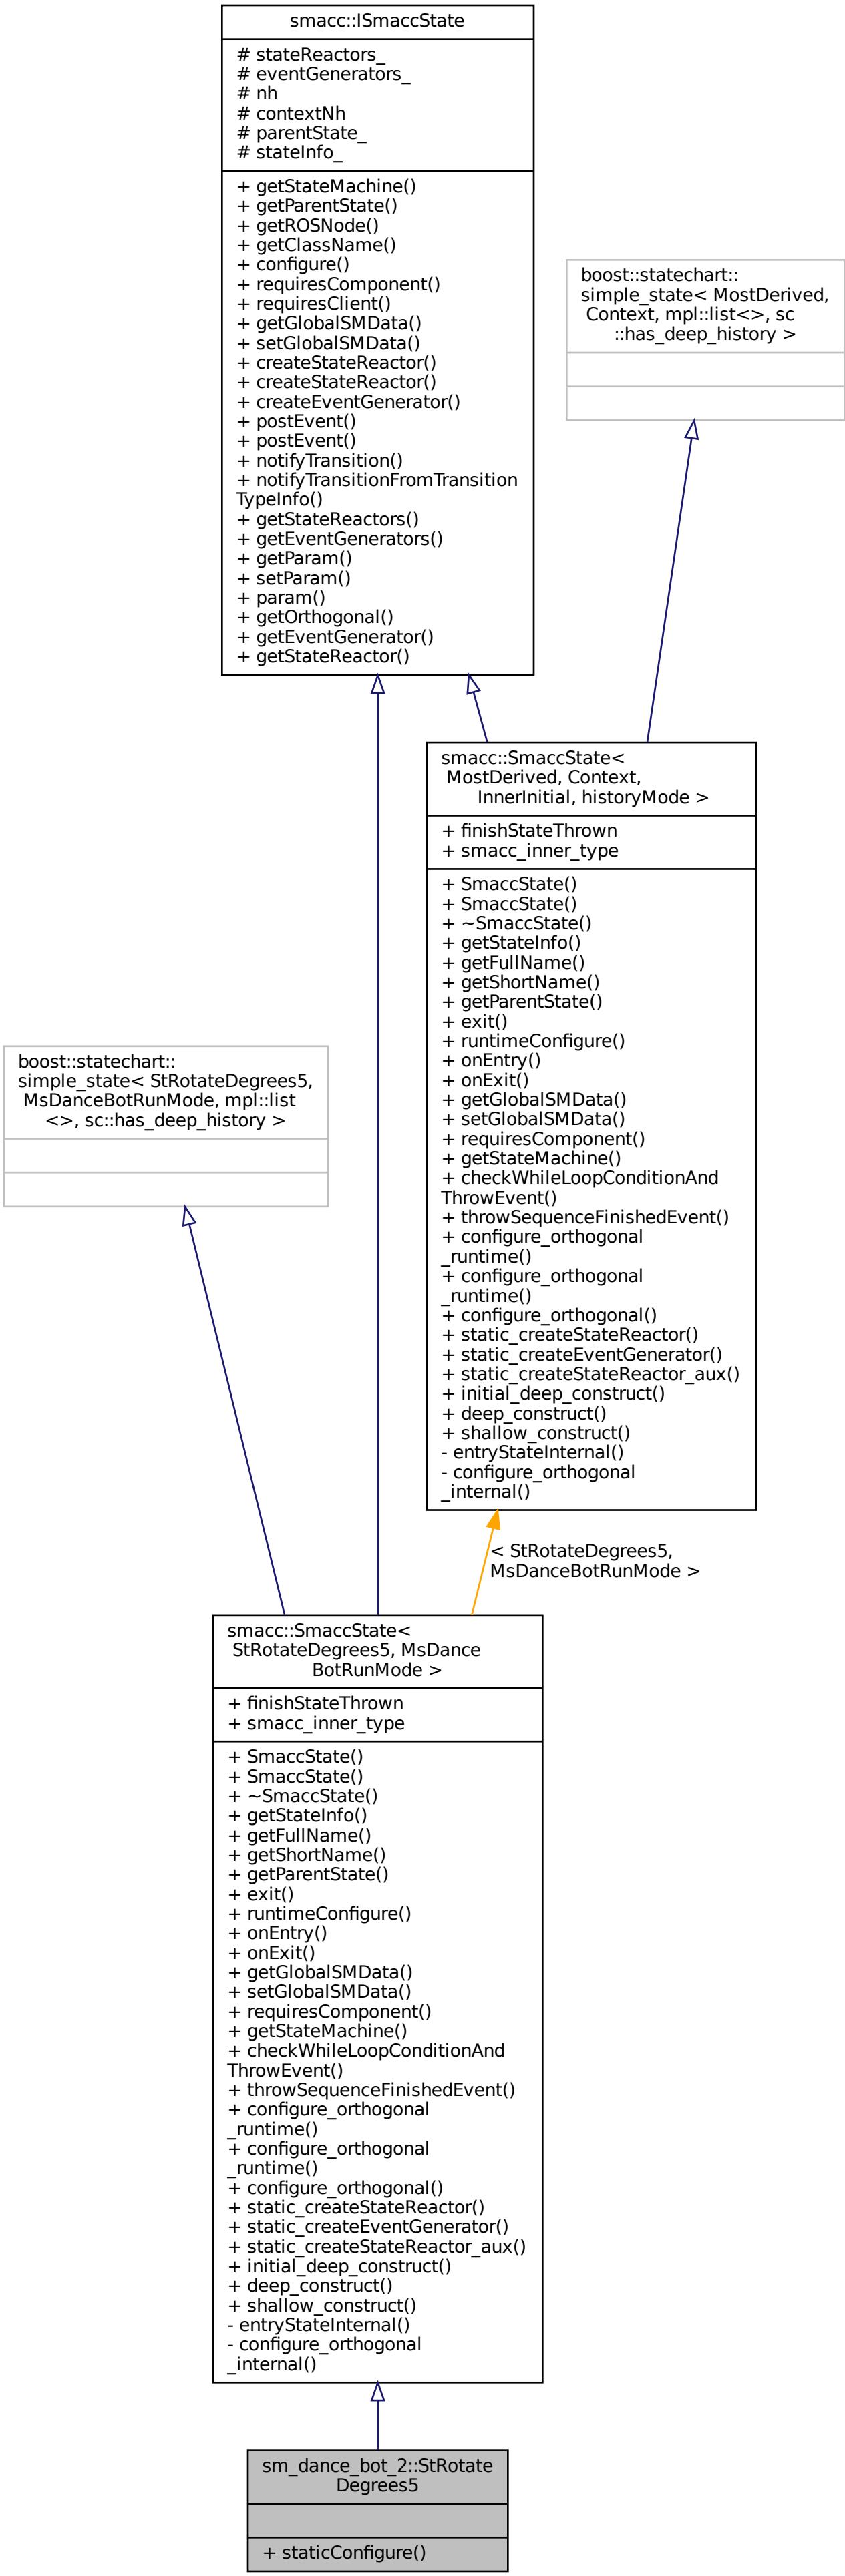 smacc::ISmaccState
# stateReactors_
# eventGenerators_
# nh
# contextNh
# parentState_
# stateInfo_
+ getStateMachine()
+ getParentState()
+ getROSNode()
+ getClassName()
+ configure()
+ requiresComponent()
+ requiresClient()
+ getGlobalSMData()
+ setGlobalSMData()
+ createStateReactor()
+ createStateReactor()
+ createEventGenerator()
+ postEvent()
+ postEvent()
+ notifyTransition()
+ notifyTransitionFromTransition
TypeInfo()
+ getStateReactors()
+ getEventGenerators()
+ getParam()
+ setParam()
+ param()
+ getOrthogonal()
+ getEventGenerator()
+ getStateReactor()
boost::statechart::
simple_state< MostDerived,
Context, mpl::list<>, sc
::has_deep_history >
smacc::SmaccState<
MostDerived, Context,
InnerInitial, historyMode >
+ finishStateThrown
+ smacc_inner_type
+ SmaccState()
+ SmaccState()
+ ~SmaccState()
+ getStateInfo()
+ getFullName()
+ getShortName()
+ getParentState()
+ exit()
+ runtimeConfigure()
+ onEntry()
+ onExit()
+ getGlobalSMData()
+ setGlobalSMData()
+ requiresComponent()
+ getStateMachine()
+ checkWhileLoopConditionAnd
ThrowEvent()
+ throwSequenceFinishedEvent()
+ configure_orthogonal
_runtime()
+ configure_orthogonal
_runtime()
+ configure_orthogonal()
+ static_createStateReactor()
+ static_createEventGenerator()
+ static_createStateReactor_aux()
+ initial_deep_construct()
+ deep_construct()
+ shallow_construct()
- entryStateInternal()
- configure_orthogonal
_internal()
boost::statechart::
simple_state< StRotateDegrees5,
MsDanceBotRunMode, mpl::list
<>, sc::has_deep_history >
< StRotateDegrees5,
MsDanceBotRunMode >
smacc::SmaccState<
StRotateDegrees5, MsDance
BotRunMode >
+ finishStateThrown
+ smacc_inner_type
+ SmaccState()
+ SmaccState()
+ ~SmaccState()
+ getStateInfo()
+ getFullName()
+ getShortName()
+ getParentState()
+ exit()
+ runtimeConfigure()
+ onEntry()
+ onExit()
+ getGlobalSMData()
+ setGlobalSMData()
+ requiresComponent()
+ getStateMachine()
+ checkWhileLoopConditionAnd
ThrowEvent()
+ throwSequenceFinishedEvent()
+ configure_orthogonal
_runtime()
+ configure_orthogonal
_runtime()
+ configure_orthogonal()
+ static_createStateReactor()
+ static_createEventGenerator()
+ static_createStateReactor_aux()
+ initial_deep_construct()
+ deep_construct()
+ shallow_construct()
- entryStateInternal()
- configure_orthogonal
_internal()
sm_dance_bot_2::StRotate
Degrees5
+ staticConfigure()